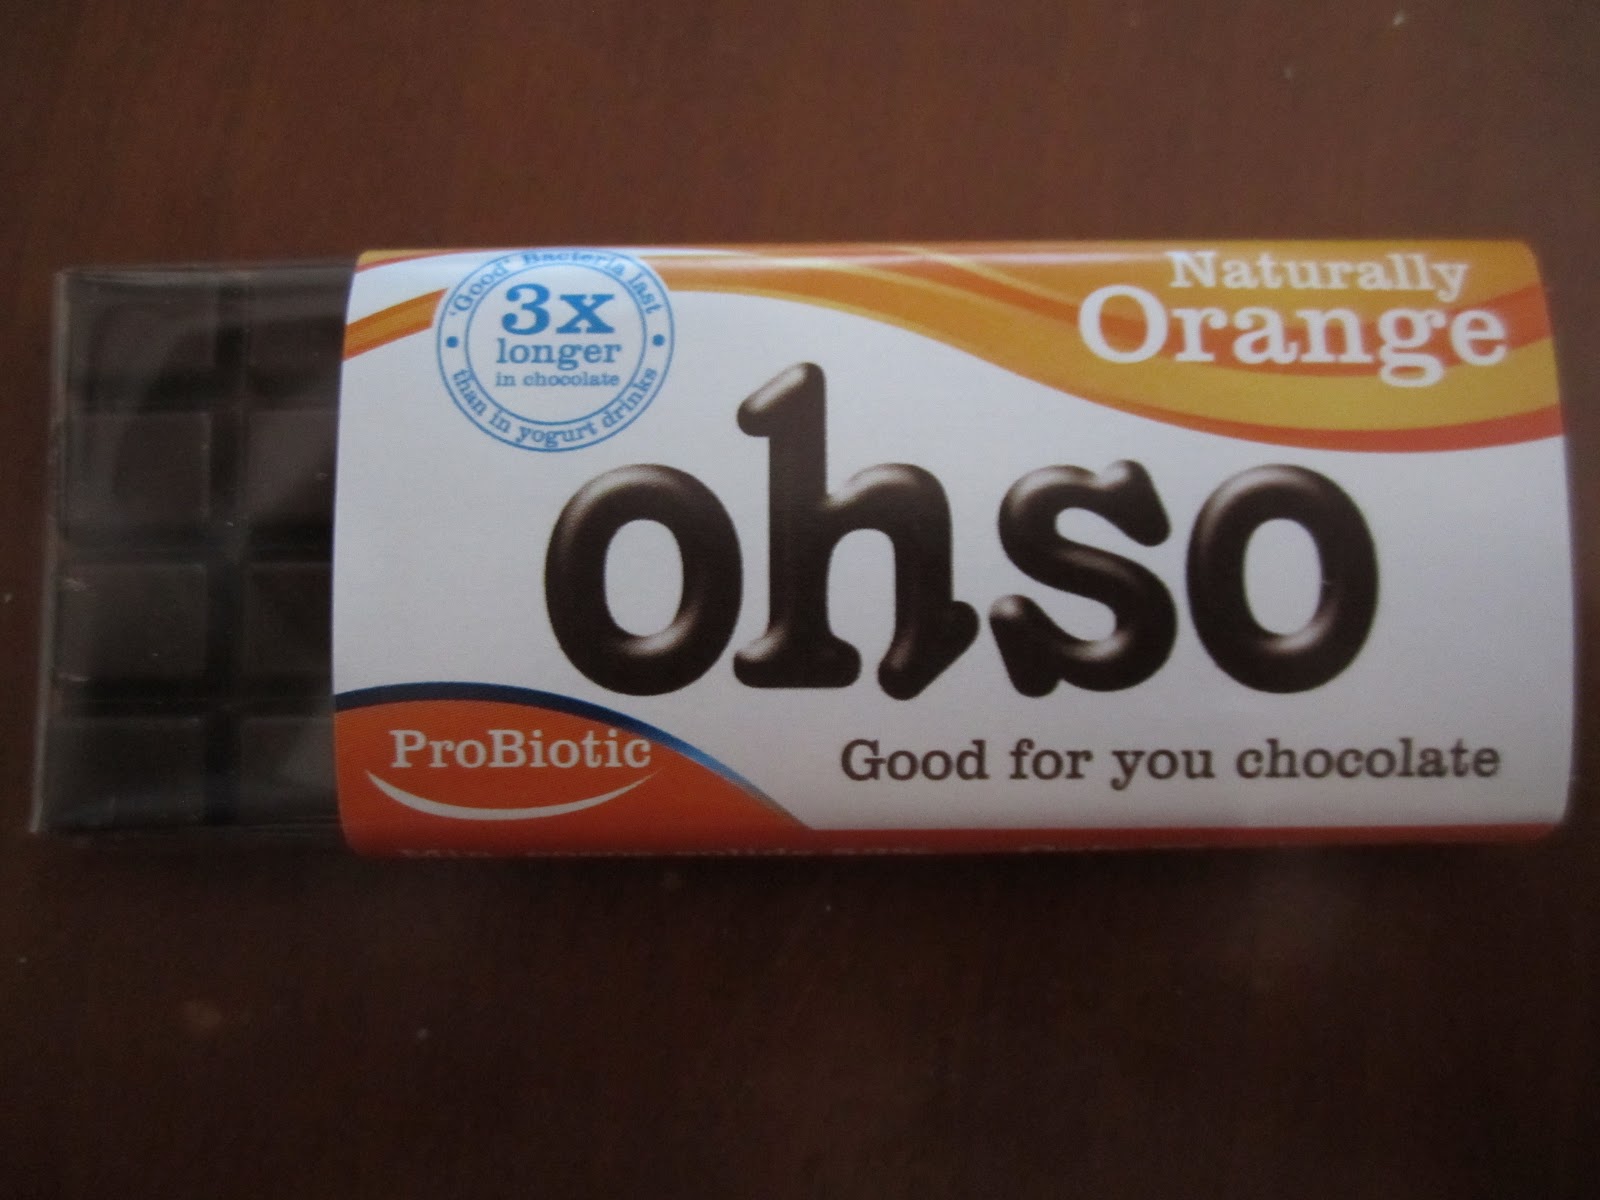 'Good' Bacteria last
3x
longer
in chocolate
than in yogurt drinks
Naturally
Orange
ohso
ProBiotic
Good for you chocolate